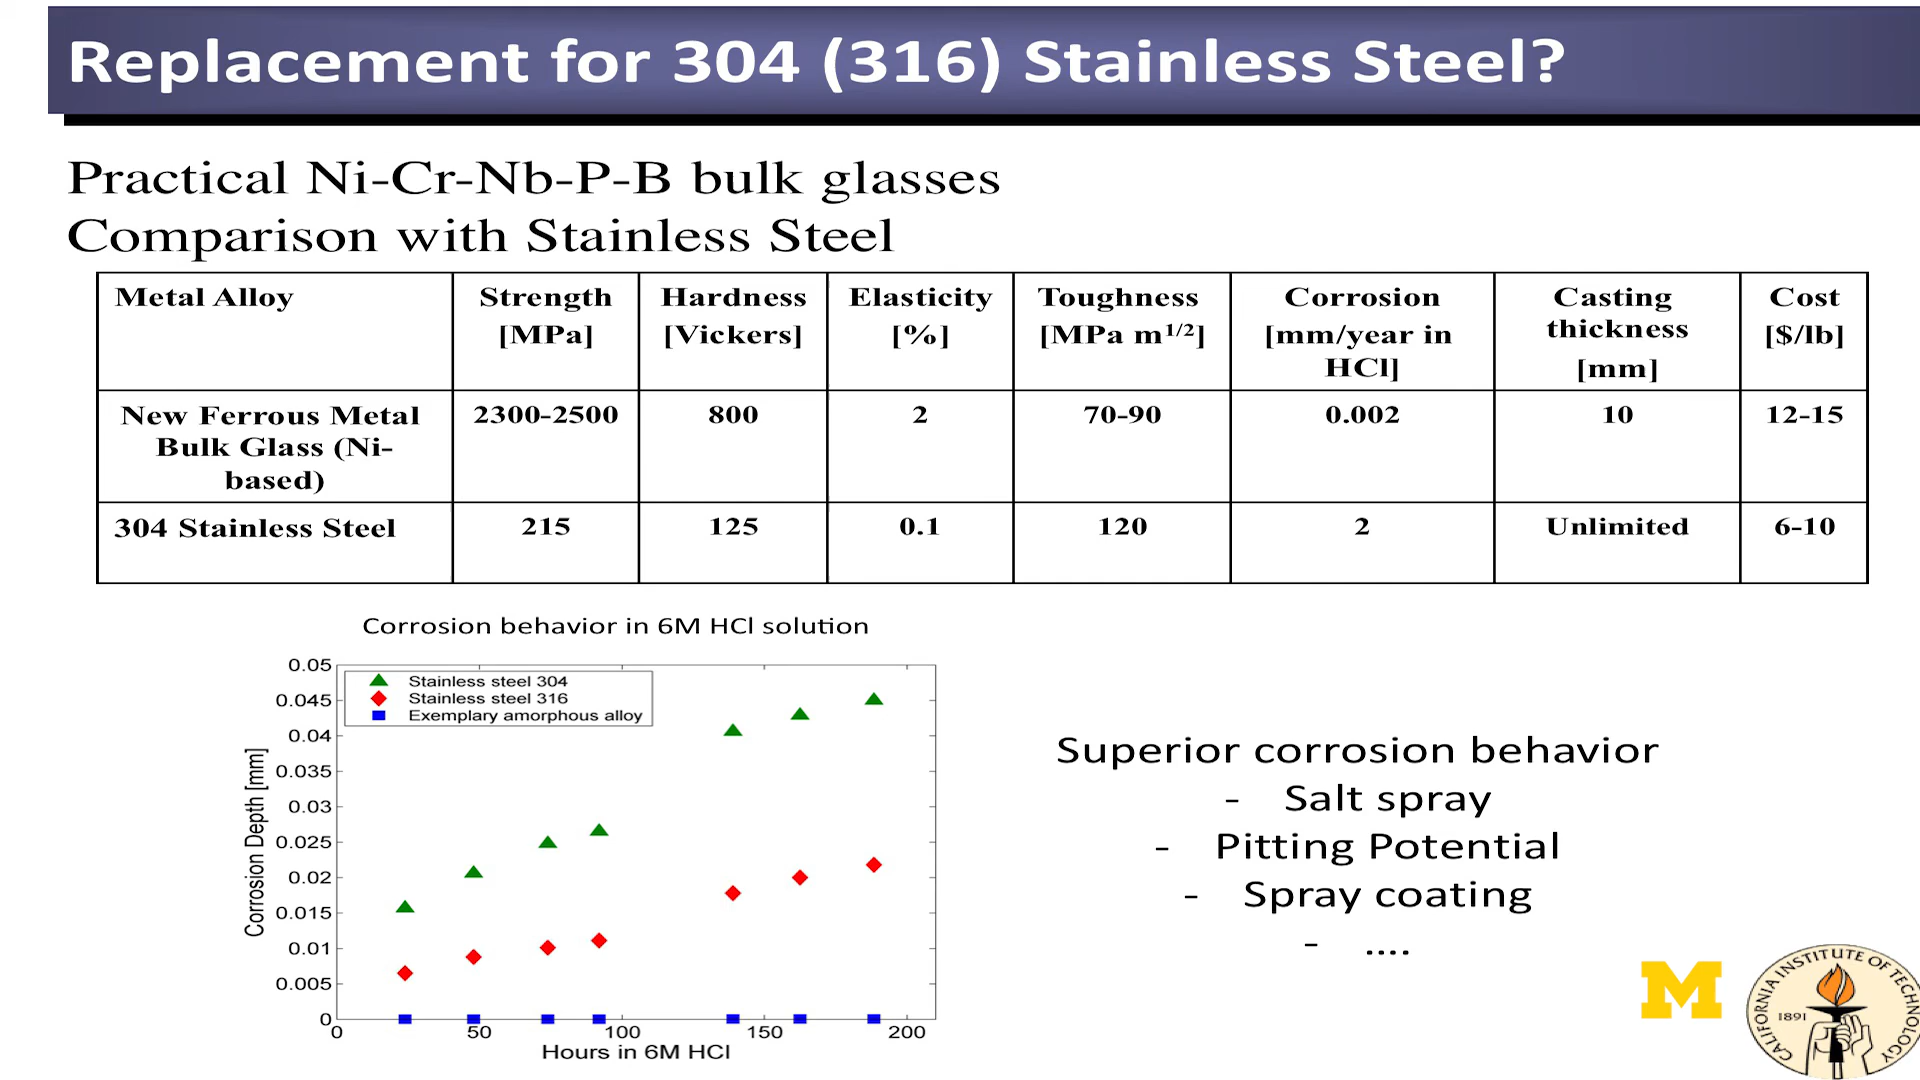 Replacement for 304 (316) Stainless Steel?
Practical Ni-Cr-Nb-P-B bulk glasses
Comparison with Stainless Steel
Metal Alloy
Strength
[MPa]
Hardness
[Vickers]
Elasticity
[%]
Toughness
[MPa m1/2]
Corrosion
[mm/year in
HCl]
Casting
thickness
[mm]
Cost
[$/lb]
New Ferrous Metal
Bulk Glass (Ni-
based)
2300-2500
800
2
70-90
0.002
10
12-15
304 Stainless Steel
215
125
0.1
120
2
Unlimited
6-10
Corrosion behavior in 6M HCl solution
0.05
0.045
0.04
0.035
0.03
0.025
0.02
0.015
0.01
0.005
0
Corrosion Depth [mm]
Stainless steel 304
Stainless steel 316
Exemplary amorphous alloy
0
50
100
150
200
Hours in 6M HCl
Superior corrosion behavior
- Salt spray
- Pitting Potential
- Spray coating
- ....
M
CALIFORNIA INSTITUTE OF TECHNOLOGY
1891